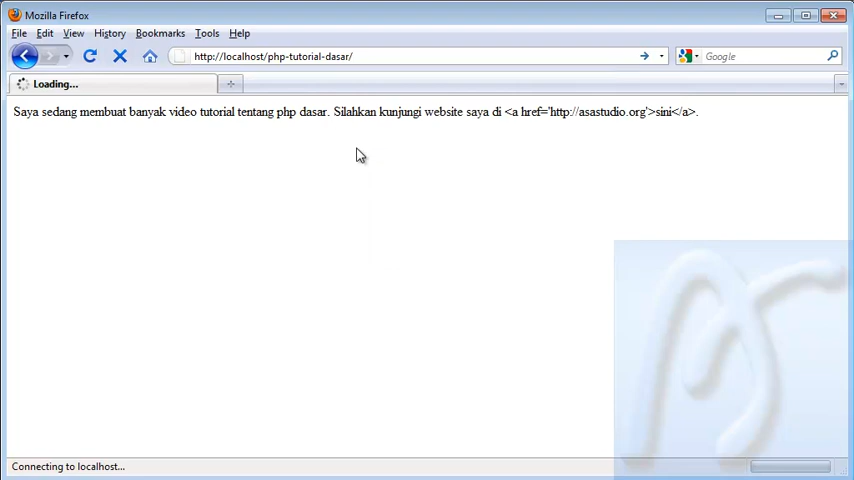 Mozilla Firefox
File Edit View History Bookmarks Tools Help
http://localhost/php-tutorial-dasar/ Google
Loading...
Saya sedang membuat banyak video tutorial tentang php dasar. Silahkan kunjungi website saya di <a href='http://asastudio.org'>sini</a>.
Connecting to localhost...